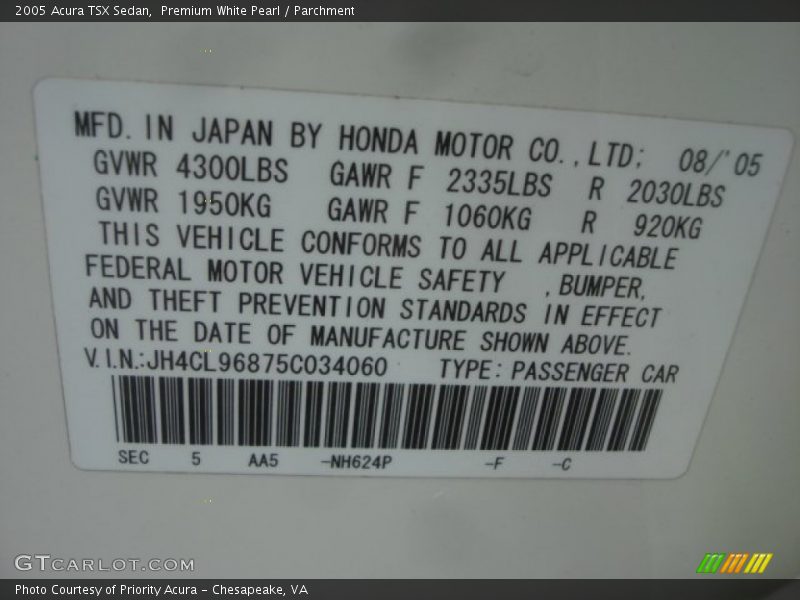 2005 Acura TSX Sedan,  Premium White Pearl / Parchment
MFD. IN JAPAN BY HONDA MOTOR CO.,LTD; 08/'05
GVWR 4300LBS GAWR F 2335LBS R 2030LBS
GVWR 1950KG GAWR F 1060KG R 920KG
THIS VEHICLE CONFORMS TO ALL APPLICABLE
FEDERAL MOTOR VEHICLE SAFETY ,BUMPER,
AND THEFT PREVENTION STANDARDS IN EFFECT
ON THE DATE OF MANUFACTURE SHOWN ABOVE.
V.I.N.:JH4CL96875C034060 TYPE: PASSENGER CAR
SEC 5 AA5 -NH624P -F -C
GTCARLOT.COM
Photo Courtesy of Priority Acura - Chesapeake, VA